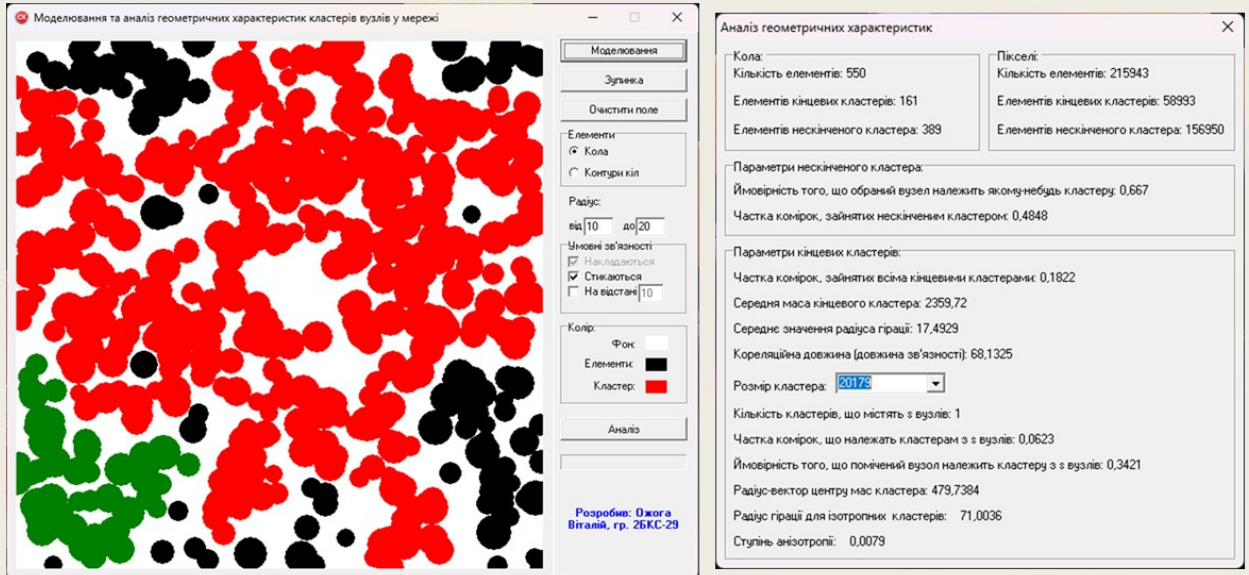 Моделювання та аналіз геометричних характеристик кластерів вузлів у мережі
Моделювання
Зупинка
Очистити поле
Елементи
Кола
Контури кіл
Радіус:
від 10 до 20
Умовні зв'язності
Накладаються
Стикаються
На відстані 10
Колір:
Фон:
Елементи:
Кластер:
Аналіз
Розробив: Ожога
Віталій, гр. 2БКС-29
Аналіз геометричних характеристик
Кола:
Кількість елементів: 550
Елементів кінцевих кластерів: 161
Елементів нескінченого кластера: 389
Пікселі:
Кількість елементів: 215943
Елементів кінцевих кластерів: 58993
Елементів нескінченого кластера: 156950
Параметри нескінченого кластера:
Ймовірність того, що обраний вузел належить якому-небудь кластеру: 0,667
Частка комірок, зайнятих нескінченим кластером: 0,4848
Параметри кінцевих кластерів:
Частка комірок, зайнятих всіма кінцевими кластерами: 0,1822
Середня маса кінцевого кластера: 2359,72
Середнє значення радіуса гірації: 17,4929
Кореляційна довжина (довжина зв'язності): 68,1325
Розмір кластера: 20179
Кількість кластерів, що містять s вузлів: 1
Частка комірок, що належать кластерам з s вузлів: 0,0623
Ймовірність того, що помічений вузол належить кластеру з s вузлів: 0,3421
Радіус-вектор центру мас кластера: 479,7384
Радіус гірації для ізотропних кластерів: 71,0036
Ступінь анізотропії: 0,0079